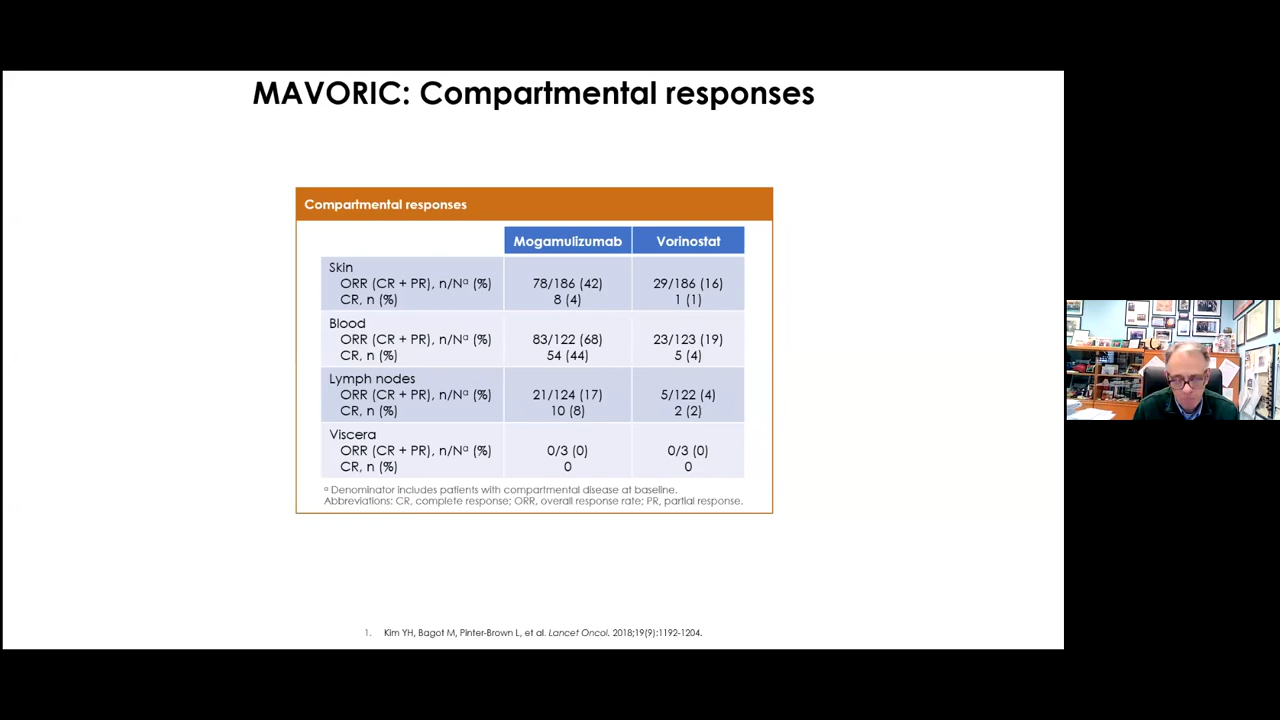 MAVORIC: Compartmental responses
Compartmental responses
Mogamulizumab Vorinostat
Skin
ORR (CR + PR), n/Nᵃ (%) 78/186 (42) 29/186 (16)
CR, n (%) 8 (4) 1 (1)
Blood
ORR (CR + PR), n/Nᵃ (%) 83/122 (68) 23/123 (19)
CR, n (%) 54 (44) 5 (4)
Lymph nodes
ORR (CR + PR), n/Nᵃ (%) 21/124 (17) 5/122 (4)
CR, n (%) 10 (8) 2 (2)
Viscera
ORR (CR + PR), n/Nᵃ (%) 0/3 (0) 0/3 (0)
CR, n (%) 0 0
ᵃ Denominator includes patients with compartmental disease at baseline.
Abbreviations: CR, complete response; ORR, overall response rate; PR, partial response.
1. Kim YH, Bagot M, Pinter-Brown L, et al. Lancet Oncol. 2018;19(9):1192-1204.